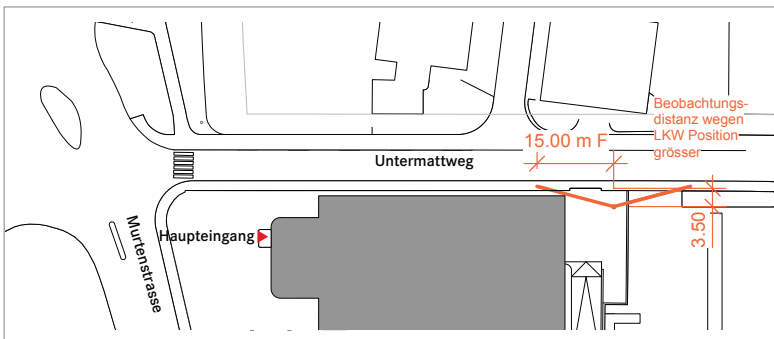 Beobachtungs-
distanz wegen
LKW Position
grösser
15.00 m F
Untermattweg
Haupteingang
Murtenstrasse
3.50